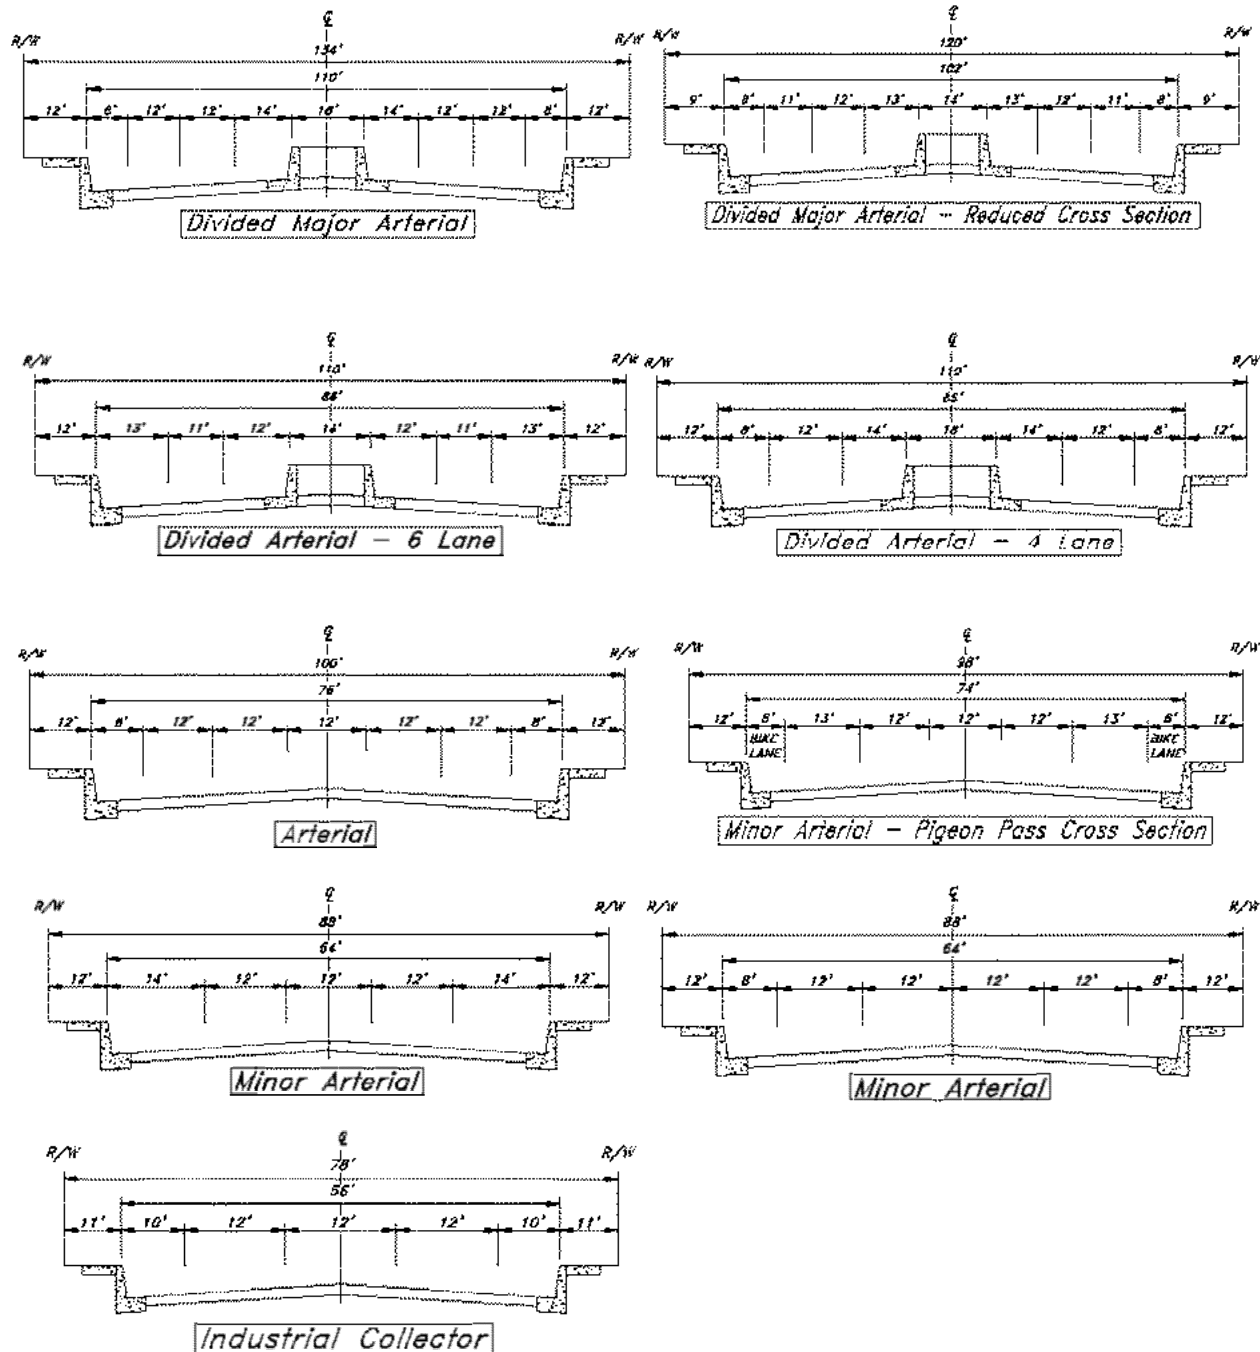 ℄
R/W R/W
134'
110'
12' 8' 12' 12' 14' 18' 14' 12' 12' 8' 12'
Divided Major Arterial
℄
R/W R/W
120'
102'
9' 8' 11' 12' 13' 14' 13' 12' 11' 8' 9'
Divided Major Arterial - Reduced Cross Section
℄
R/W R/W
110'
86'
12' 13' 11' 12' 14' 12' 11' 13' 12'
Divided Arterial - 6 Lane
℄
R/W R/W
110'
12' 8' 12' 14' 18' 14' 12' 8' 12'
Divided Arterial - 4 Lane
℄
R/W R/W
100'
76'
12' 8' 12' 12' 12' 12' 12' 8' 12'
Arterial
℄
R/W R/W
98'
74'
12' 6' 13' 12' 12' 12' 13' 6' 12'
BIKE BIKE
LANE LANE
Minor Arterial - Pigeon Pass Cross Section
℄
R/W R/W
88'
64'
12' 14' 12' 12' 12' 14' 12'
Minor Arterial
℄
R/W R/W
88'
64'
12' 8' 12' 12' 12' 12' 8' 12'
Minor Arterial
℄
R/W R/W
78'
56'
11' 10' 12' 12' 12' 10' 11'
Industrial Collector